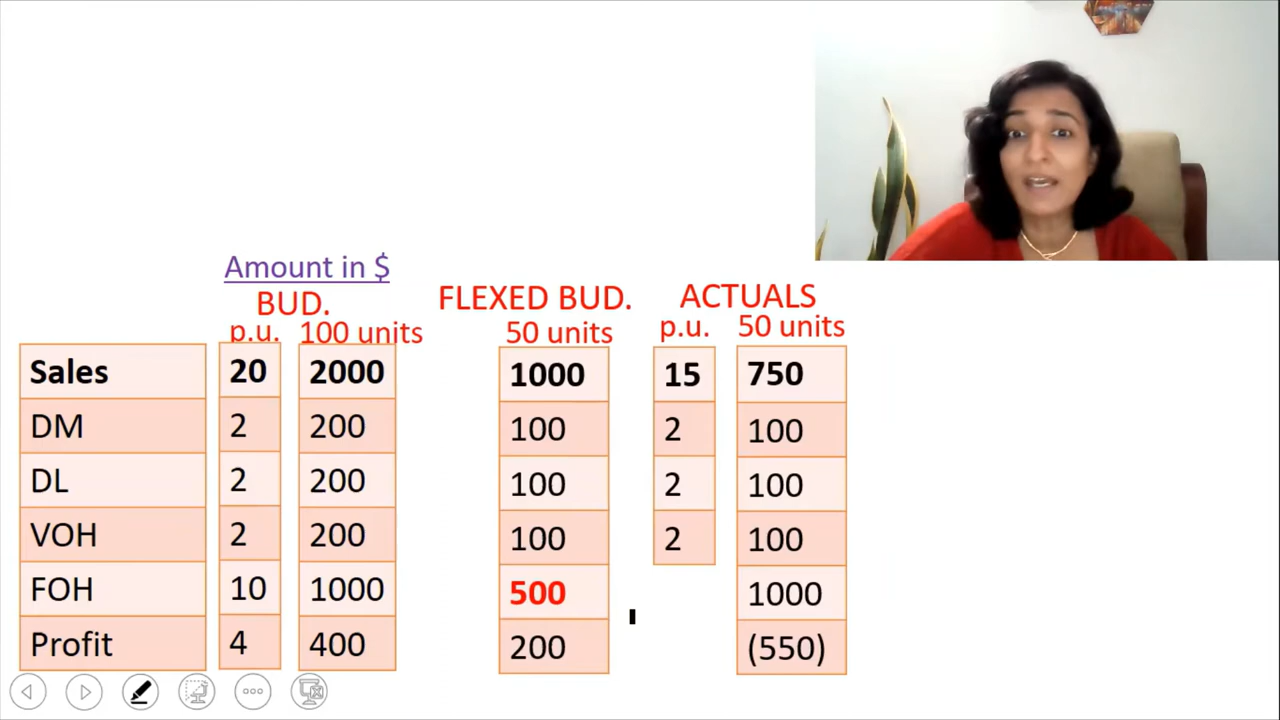 Amount in $
BUD. FLEXED BUD. ACTUALS
p.u. 100 units 50 units p.u. 50 units
Sales 20 2000 1000 15 750
DM 2 200 100 2 100
DL 2 200 100 2 100
VOH 2 200 100 2 100
FOH 10 1000 500 1000
Profit 4 400 200 (550)